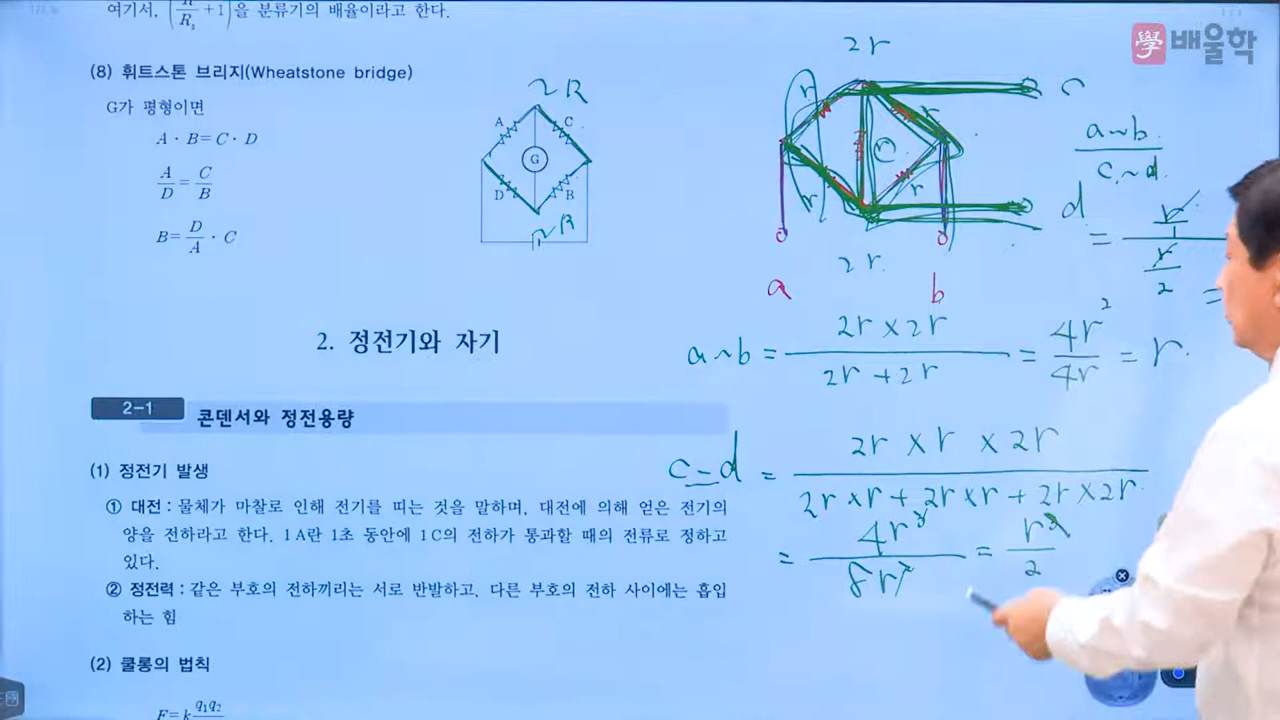 여기서, (R/Rs+1)을 분류기의 배율이라고 한다.
學 배울학
(8) 휘트스톤 브리지(Wheatstone bridge)
G가 평형이면
A · B = C · D
A/D = C/B
B = D/A · C
2R
A C
G
D B
2R
2r
r r c
r
r r d
2r
a b
a~b / c~d
= r/1 / r/2 =
a~b = 2r × 2r / 2r + 2r = 4r² / 4r = r
c~d = 2r × r × 2r / 2r×r + 2r×r + 2r×2r
= 4r³ / 8r² = r / 2
2. 정전기와 자기
2-1 콘덴서와 정전용량
(1) 정전기 발생
① 대전 : 물체가 마찰로 인해 전기를 띠는 것을 말하며, 대전에 의해 얻은 전기의
양을 전하라고 한다. 1A란 1초 동안에 1C의 전하가 통과할 때의 전류로 정하고
있다.
② 정전력 : 같은 부호의 전하끼리는 서로 반발하고, 다른 부호의 전하 사이에는 흡입
하는 힘
(2) 쿨롱의 법칙
F = k q₁q₂